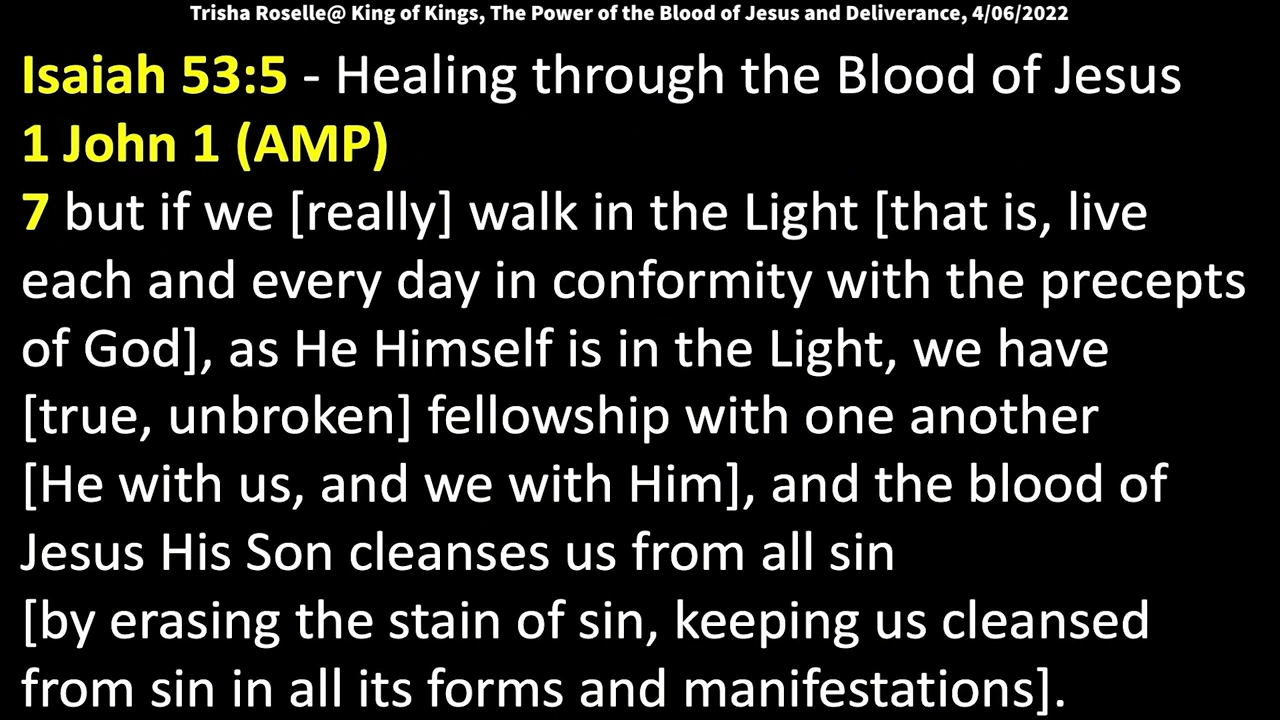 Trisha Roselle@ King of Kings, The Power of the Blood of Jesus and Deliverance, 4/06/2022
Isaiah 53:5 - Healing through the Blood of Jesus
1 John 1 (AMP)
7 but if we [really] walk in the Light [that is, live
each and every day in conformity with the precepts
of God], as He Himself is in the Light, we have
[true, unbroken] fellowship with one another
[He with us, and we with Him], and the blood of
Jesus His Son cleanses us from all sin
[by erasing the stain of sin, keeping us cleansed
from sin in all its forms and manifestations].